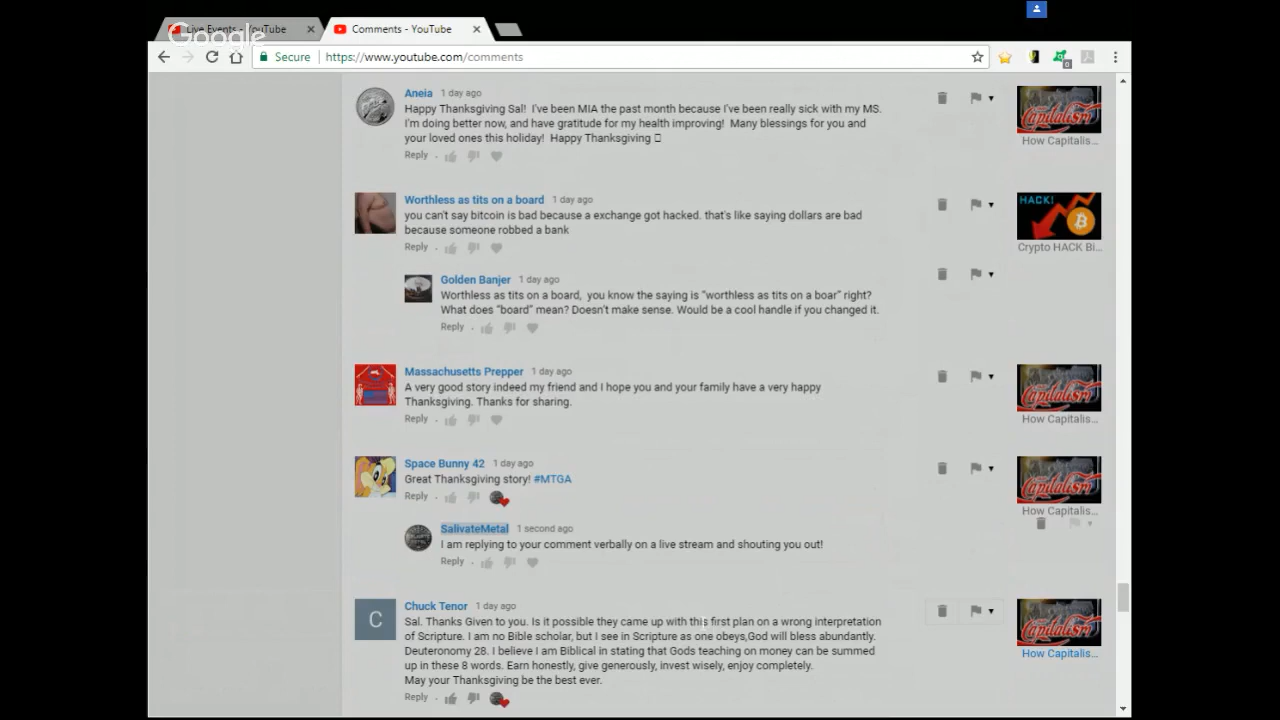 Live Events - YouTube
Comments - YouTube
Google
Secure
https://www.youtube.com/comments
0
Aneia 1 day ago
Happy Thanksgiving Sal! I've been MIA the past month because I've been really sick with my MS.
I'm doing better now, and have gratitude for my health improving! Many blessings for you and
your loved ones this holiday! Happy Thanksgiving
Reply
Capitalism
How Capitalis...
Worthless as tits on a board 1 day ago
you can't say bitcoin is bad because a exchange got hacked. that's like saying dollars are bad
because someone robbed a bank
Reply
HACK!
Crypto HACK Bi...
Golden Banjer 1 day ago
Worthless as tits on a board, you know the saying is "worthless as tits on a boar" right?
What does "board" mean? Doesn't make sense. Would be a cool handle if you changed it.
Reply
Massachusetts Prepper 1 day ago
A very good story indeed my friend and I hope you and your family have a very happy
Thanksgiving. Thanks for sharing.
Reply
Capitalism
How Capitalis...
Space Bunny 42 1 day ago
Great Thanksgiving story! #MTGA
Reply
Capitalism
How Capitalis...
SalivateMetal 1 second ago
I am replying to your comment verbally on a live stream and shouting you out!
Reply
C
Chuck Tenor 1 day ago
Sal. Thanks Given to you. Is it possible they came up with this first plan on a wrong interpretation
of Scripture. I am no Bible scholar, but I see in Scripture as one obeys,God will bless abundantly.
Deuteronomy 28. I believe I am Biblical in stating that Gods teaching on money can be summed
up in these 8 words. Earn honestly, give generously, invest wisely, enjoy completely.
May your Thanksgiving be the best ever.
Reply
Capitalism
How Capitalis...